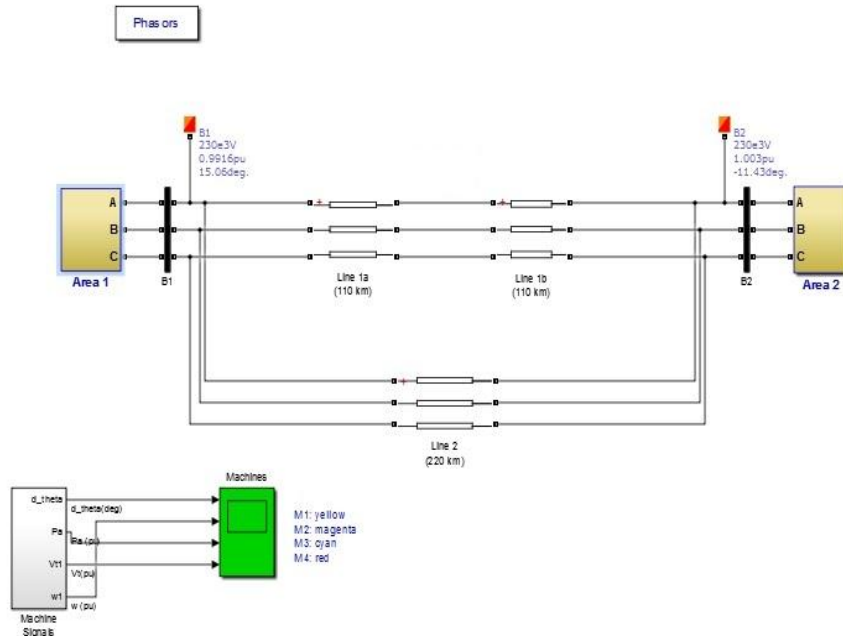 Phasors
B1
230e3V
0.9916pu
15.06deg.
B2
230e3V
1.003pu
-11.43deg.
A
B
C
Area 1
B1
Line 1a
(110 km)
Line 1b
(110 km)
B2
A
B
C
Area 2
Line 2
(220 km)
Machines
d_theta
d_theta(deg)
Pa
Pa (pu)
Vt1
Vt(pu)
w1
w (pu)
Machine
Signals
M1: yellow
M2: magenta
M3: cyan
M4: red